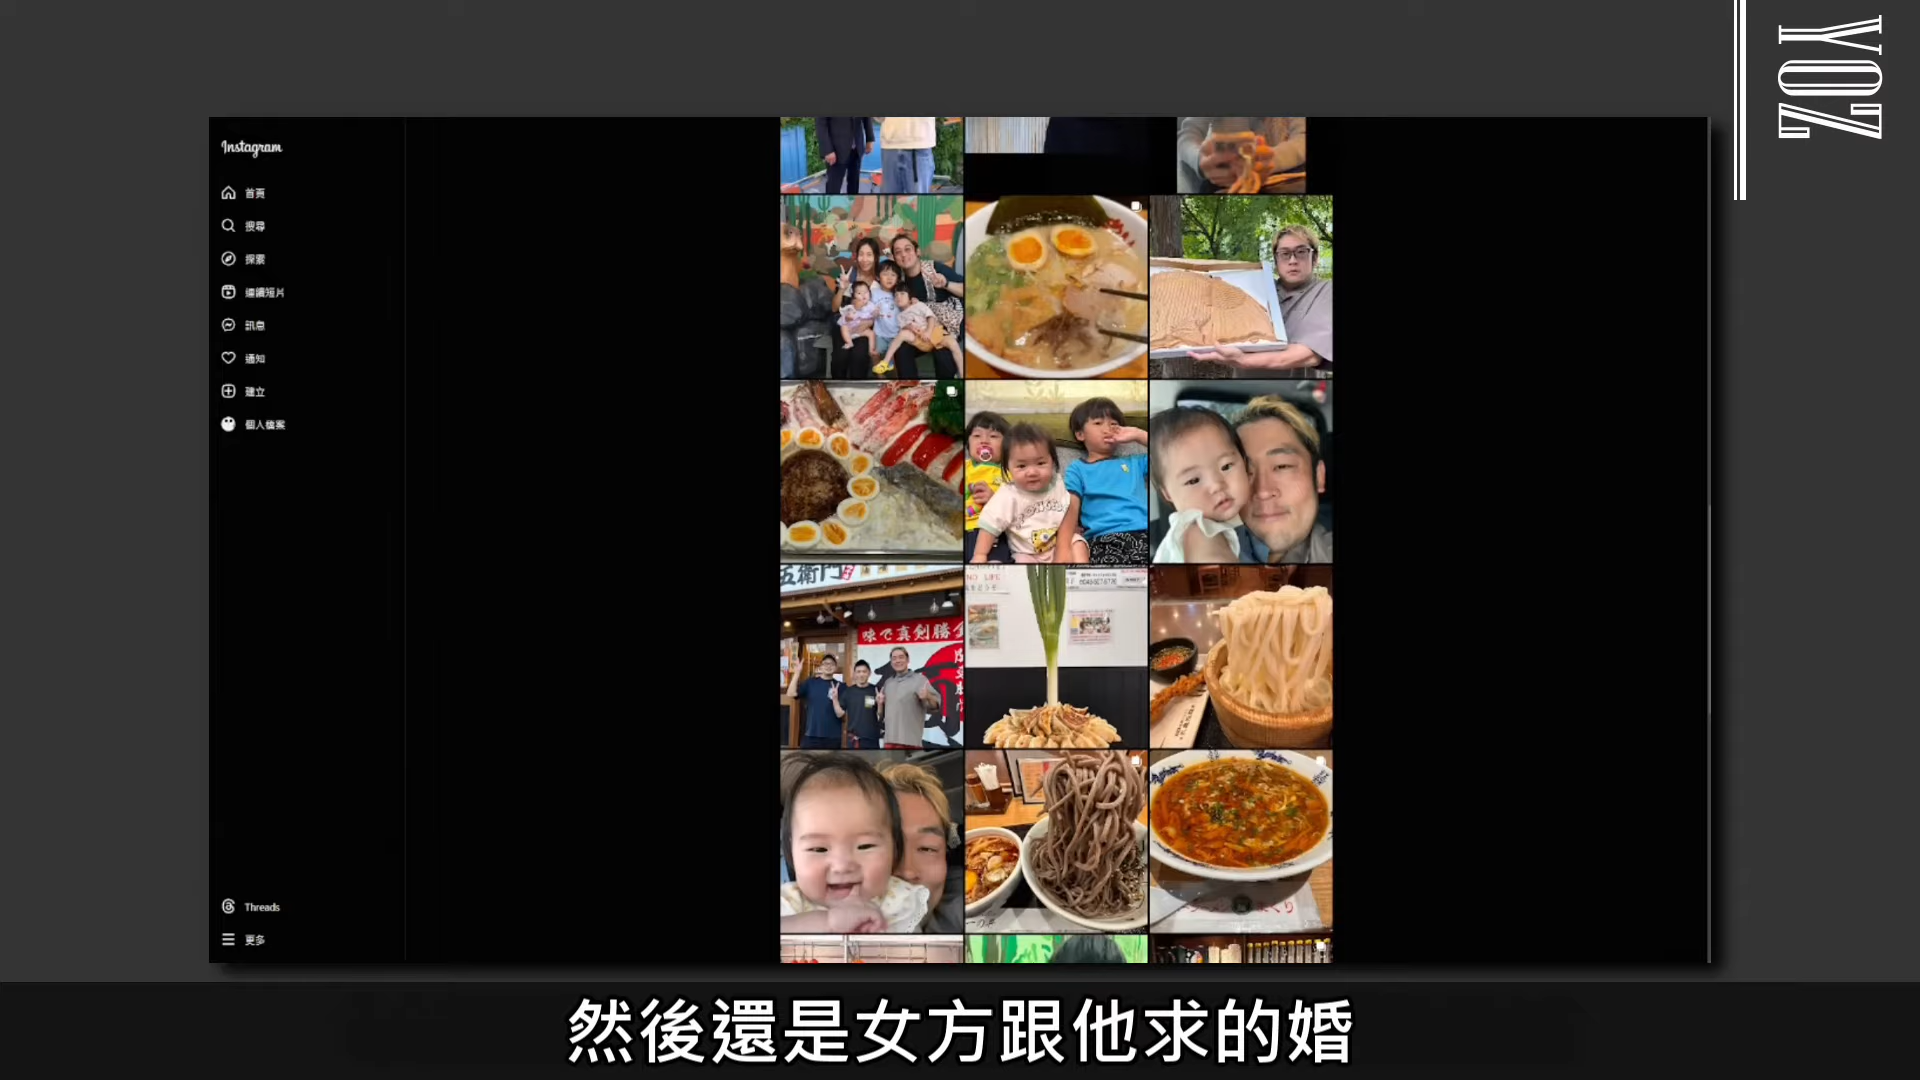 YOZ
Instagram
首頁
搜尋
探索
連續短片
訊息
通知
建立
個人檔案
Threads
更多
五衛門
NO LIFE
味で真剣勝
然後還是女方跟他求的婚